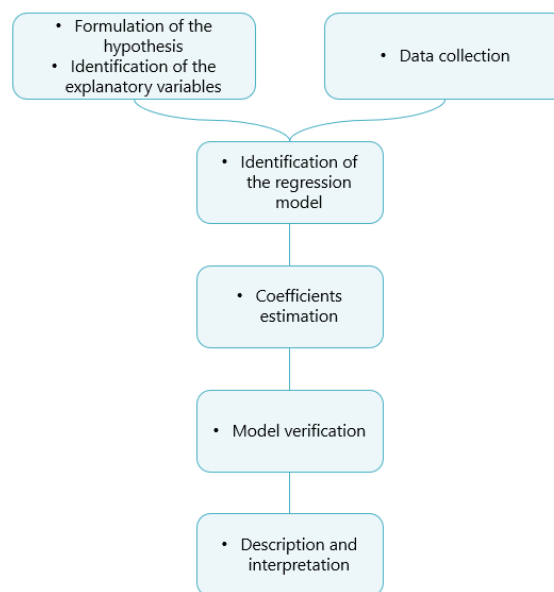 • Formulation of the
hypothesis
• Identification of the
explanatory variables
• Data collection
• Identification of
the regression
model
• Coefficients
estimation
• Model verification
• Description and
interpretation